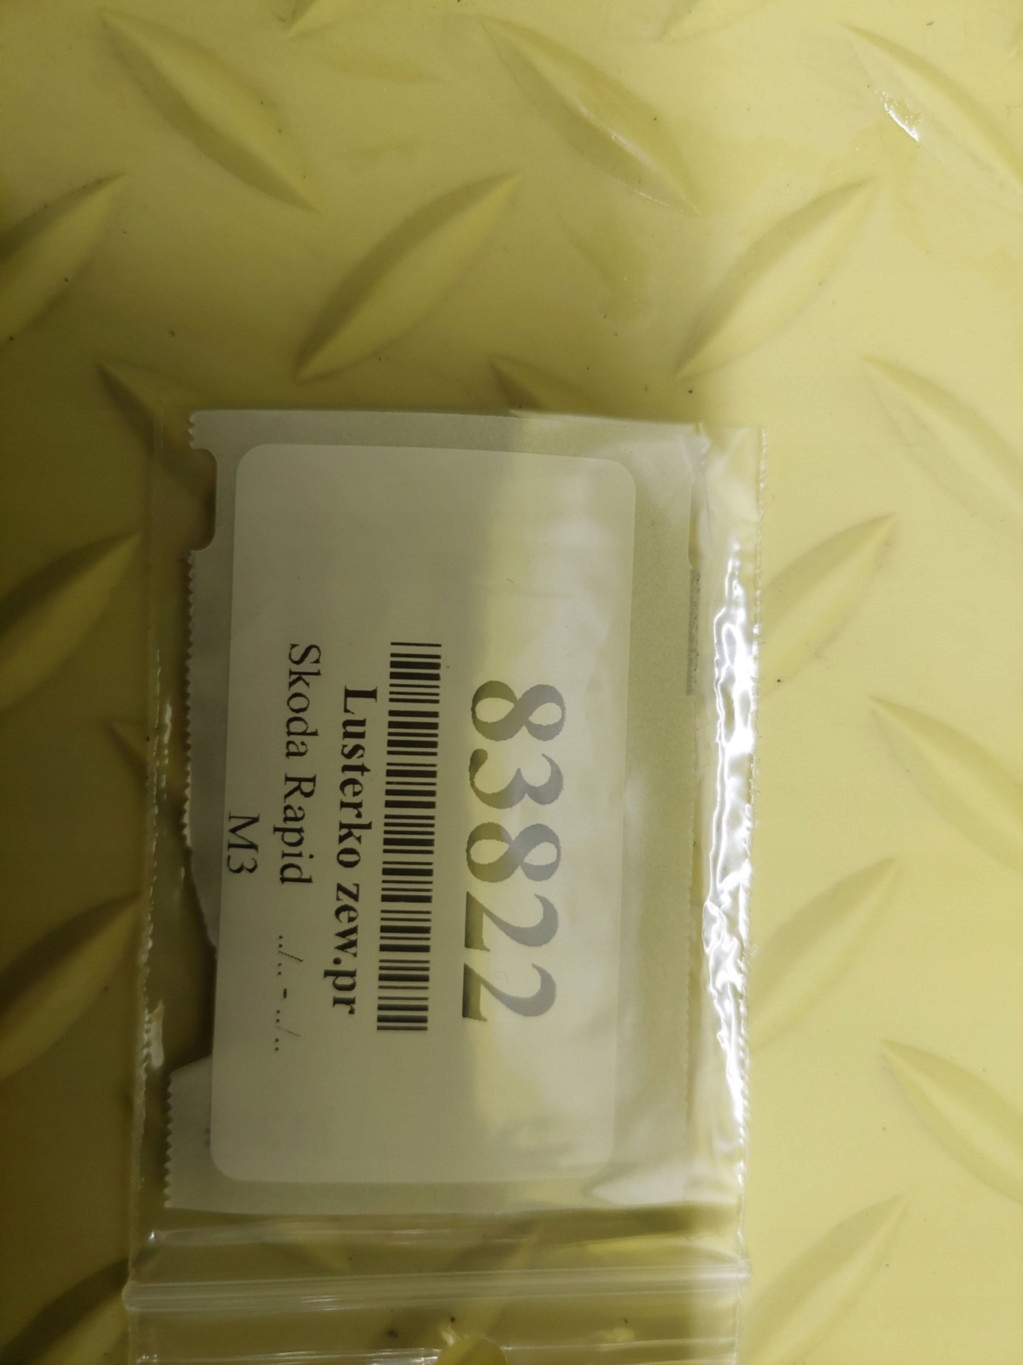 83822
Lusterko zew.pr
Skoda Rapid ../.. - ../..
M3